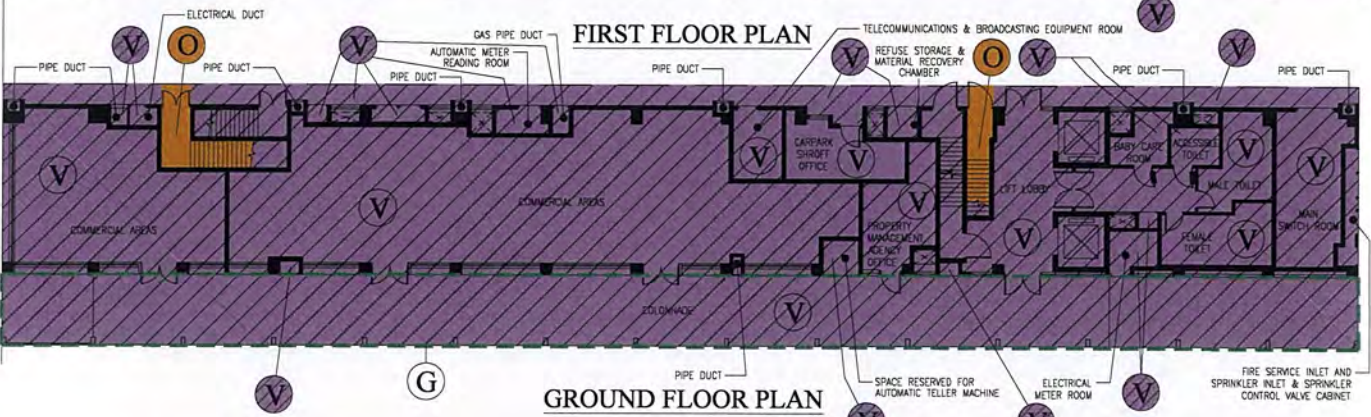 ELECTRICAL DUCT
V
O
V
GAS PIPE DUCT
FIRST FLOOR PLAN
TELECOMMUNICATIONS & BROADCASTING EQUIPMENT ROOM
V
AUTOMATIC METER
READING ROOM
V
REFUSE STORAGE &
MATERIAL RECOVERY
CHAMBER
O
V
V
PIPE DUCT
PIPE DUCT
PIPE DUCT
PIPE DUCT
PIPE DUCT
PIPE DUCT
V
COMMERCIAL AREAS
V
COMMERCIAL AREAS
V
CARPARK
SHROFF
OFFICE
V
V
PROPERTY
MANAGEMENT
AGENCY
OFFICE
LIFT LOBBY
V
BABY CARE
ROOM
ACCESSIBLE
TOILET
V
MALE TOILET
FEMALE
TOILET
V
V
MAIN
SWITCH ROOM
COLONNADE
V
V
G
PIPE DUCT
GROUND FLOOR PLAN
SPACE RESERVED FOR
AUTOMATIC TELLER MACHINE
V
V
ELECTRICAL
METER ROOM
V
FIRE SERVICE INLET AND
SPRINKLER INLET & SPRINKLER
CONTROL VALVE CABINET